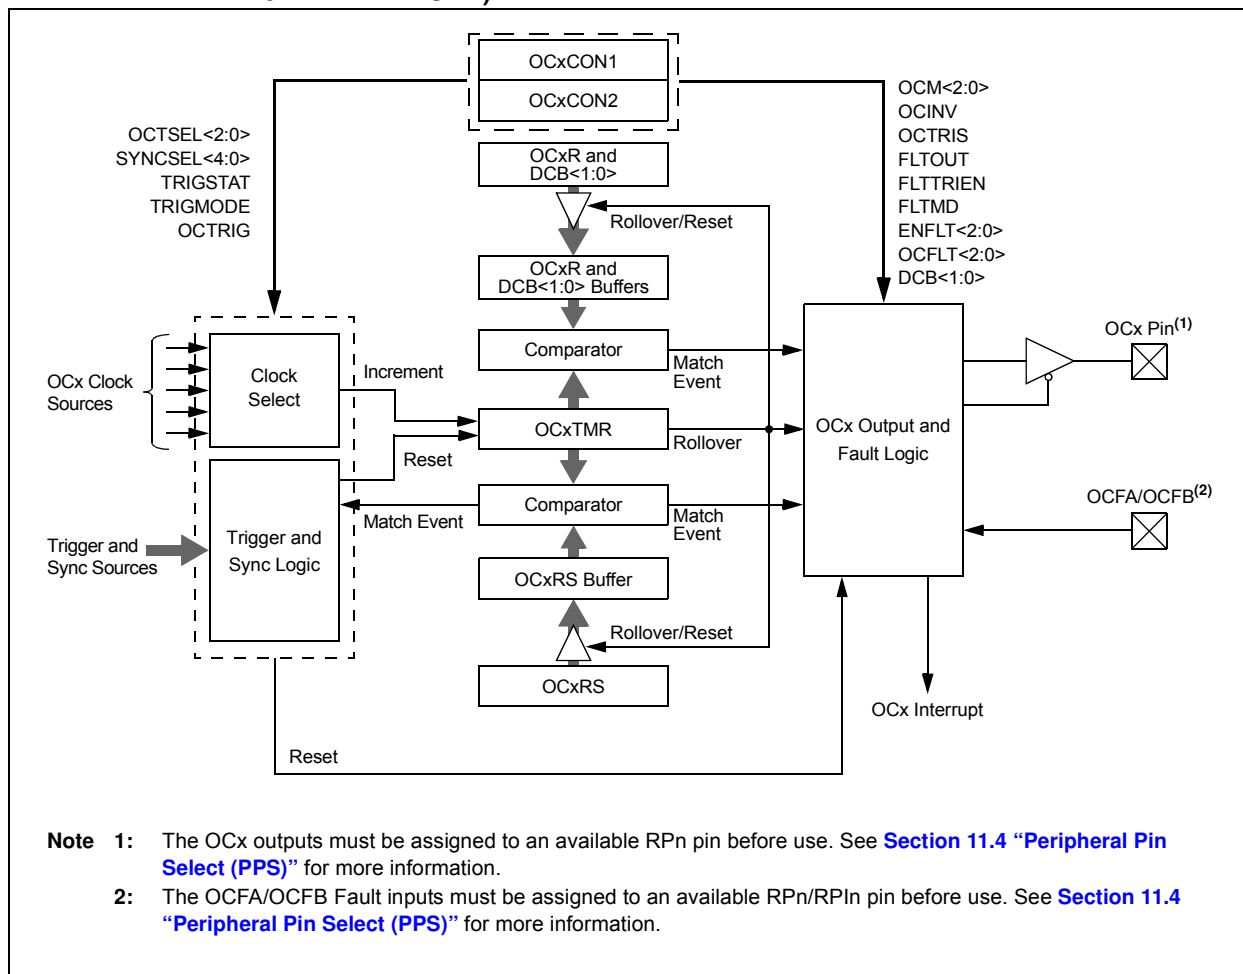 OCxCON1
OCxCON2
OCTSEL<2:0>
SYNCSEL<4:0>
TRIGSTAT
TRIGMODE
OCTRIG
OCM<2:0>
OCINV
OCTRIS
FLTOUT
FLTTRIEN
FLTMD
ENFLT<2:0>
OCFLT<2:0>
DCB<1:0>
OCxR and
DCB<1:0>
Rollover/Reset
OCxR and
DCB<1:0> Buffers
OCx Clock
Sources
Clock
Select
Increment
Comparator
Match
Event
OCxTMR
Rollover
Reset
OCx Output and
Fault Logic
OCx Pin(1)
OCFA/OCFB(2)
Trigger and
Sync Sources
Trigger and
Sync Logic
Match Event
Comparator
Match
Event
OCxRS Buffer
Rollover/Reset
OCxRS
OCx Interrupt
Reset
Note 1: The OCx outputs must be assigned to an available RPn pin before use. See Section 11.4 “Peripheral Pin
Select (PPS)” for more information.
2: The OCFA/OCFB Fault inputs must be assigned to an available RPn/RPIn pin before use. See Section 11.4
“Peripheral Pin Select (PPS)” for more information.